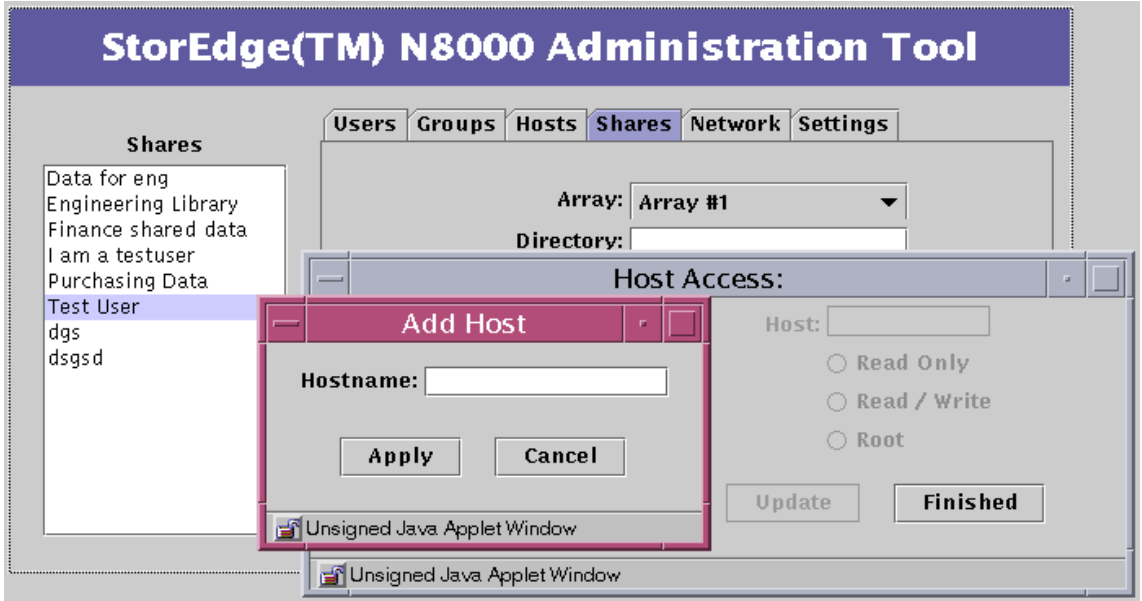 StorEdge(TM) N8000 Administration Tool
Shares
Data for eng
Engineering Library
Finance shared data
I am a testuser
Purchasing Data
Test User
dgs
dsgsd
Users Groups Hosts Shares Network Settings
Array: Array #1
Directory:
Host Access:
Host:
Read Only
Read / Write
Root
Update Finished
Unsigned Java Applet Window
Add Host
Hostname:
Apply Cancel
Unsigned Java Applet Window